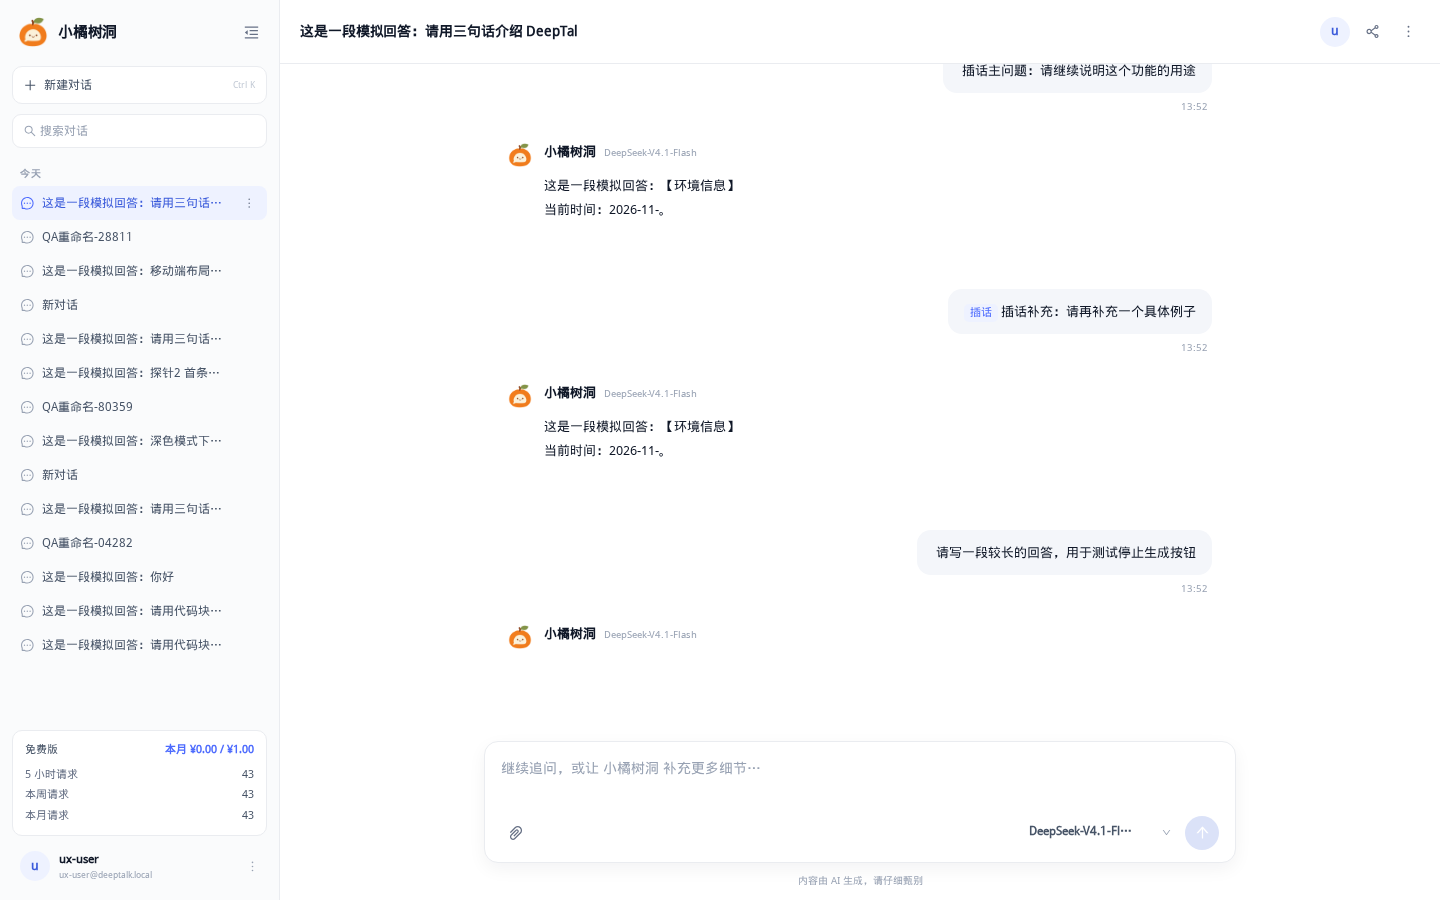 小橘树洞
新建对话
Ctrl K
搜索对话
今天
这是一段模拟回答：请用三句话…
QA重命名-28811
这是一段模拟回答：移动端布局…
新对话
这是一段模拟回答：请用三句话…
这是一段模拟回答：探针2 首条…
QA重命名-80359
这是一段模拟回答：深色模式下…
新对话
这是一段模拟回答：请用三句话…
QA重命名-04282
这是一段模拟回答：你好
这是一段模拟回答：请用代码块…
这是一段模拟回答：请用代码块…
免费版 本月 ¥0.00 / ¥1.00
5 小时请求 43
本周请求 43
本月请求 43
u
ux-user
ux-user@deeptalk.local
这是一段模拟回答：请用三句话介绍 DeepTal
u
插话主问题：请继续说明这个功能的用途
13:52
小橘树洞 DeepSeek-V4.1-Flash
这是一段模拟回答：【环境信息】
当前时间：2026-11-。
插话 插话补充：请再补充一个具体例子
13:52
小橘树洞 DeepSeek-V4.1-Flash
这是一段模拟回答：【环境信息】
当前时间：2026-11-。
请写一段较长的回答，用于测试停止生成按钮
13:52
小橘树洞 DeepSeek-V4.1-Flash
继续追问，或让 小橘树洞 补充更多细节…
DeepSeek-V4.1-Fl…
内容由 AI 生成，请仔细甄别